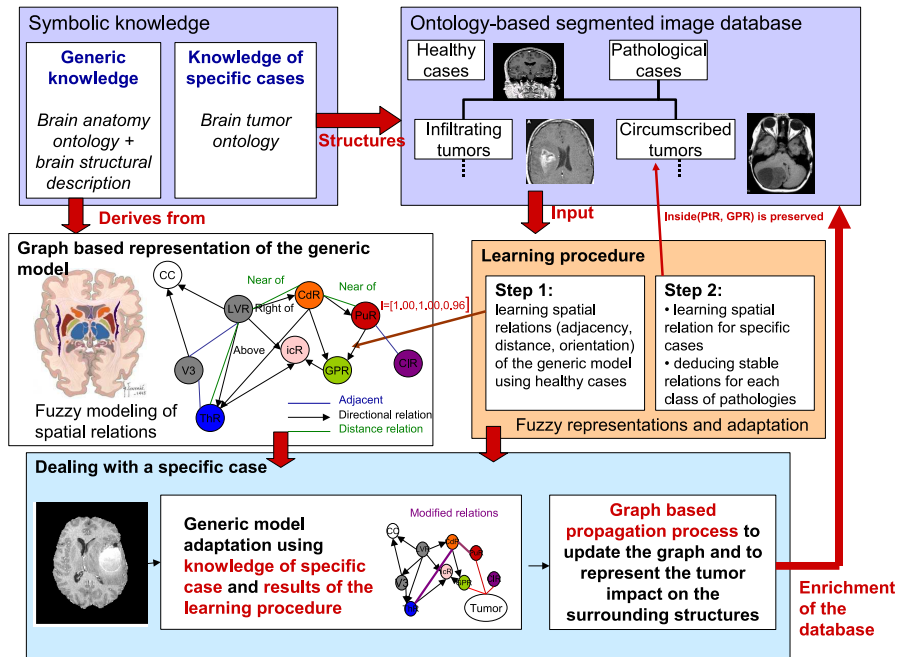 Symbolic knowledge
Generic
knowledge
Brain anatomy
ontology +
brain structural
description
Knowledge of
specific cases
Brain tumor
ontology
Structures
Ontology-based segmented image database
Healthy
cases
Pathological
cases
Infiltrating
tumors
Circumscribed
tumors
Derives from
Input
Inside(PtR, GPR) is preserved
Graph based representation of the generic
model
CC
Near of
Near of
CdR
LVR
Right of
PuR
I=[1.00,1.00,0.96]
Above
icR
V3
GPR
ClR
ThR
Adjacent
Directional relation
Distance relation
Fuzzy modeling of
spatial relations
Learning procedure
Step 1:
learning spatial
relations (adjacency,
distance, orientation)
of the generic model
using healthy cases
Step 2:
• learning spatial
relation for specific
cases
• deducing stable
relations for each
class of pathologies
Fuzzy representations and adaptation
Dealing with a specific case
Generic model
adaptation using
knowledge of specific
case and results of the
learning procedure
Modified relations
CC
LVR
CdR
PuR
icR
V3
GPR
ClR
Tumor
Graph based
propagation process to
update the graph and to
represent the tumor
impact on the
surrounding structures
Enrichment
of the
database